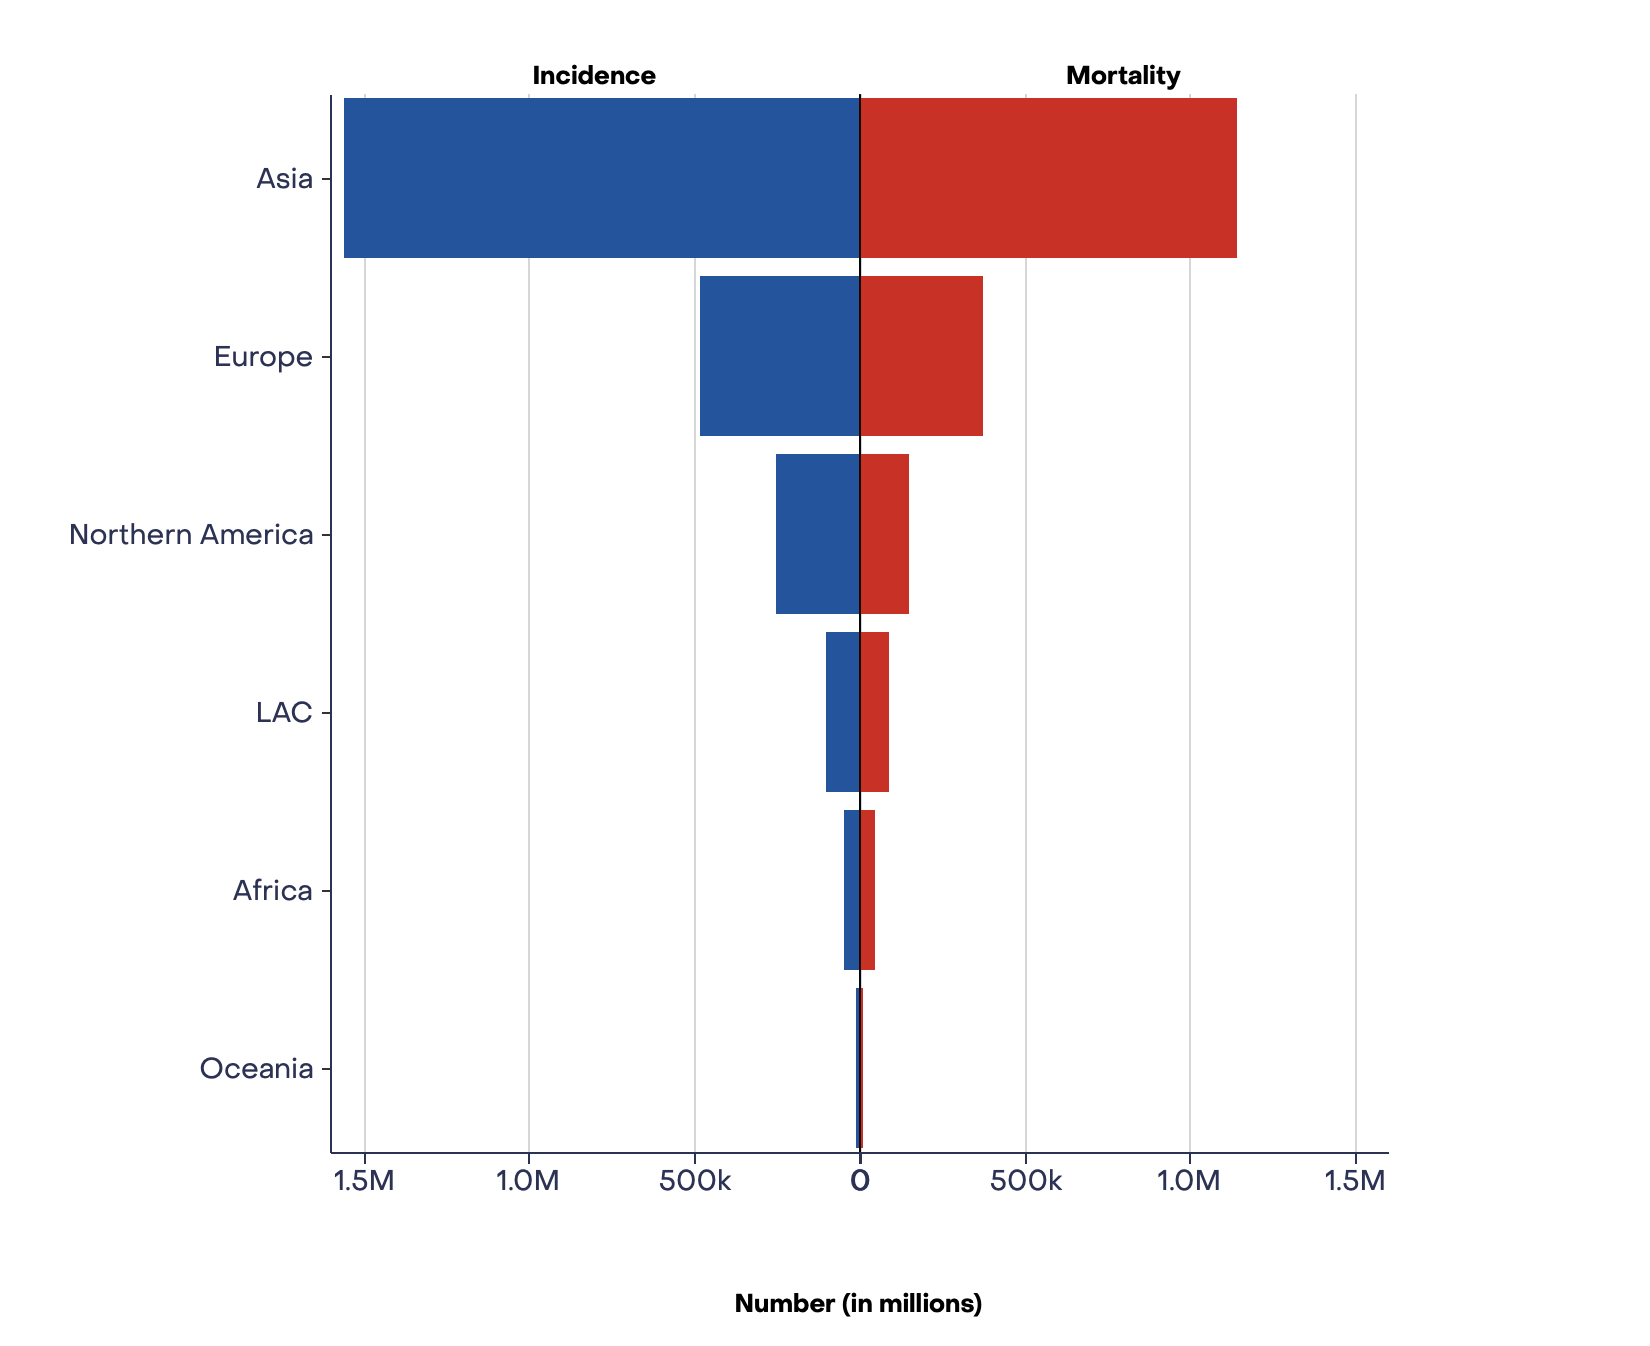 Incidence Mortality
Asia
Europe
Northern America
LAC
Africa
Oceania
1.5M 1.0M 500k 0 500k 1.0M 1.5M
Number (in millions)